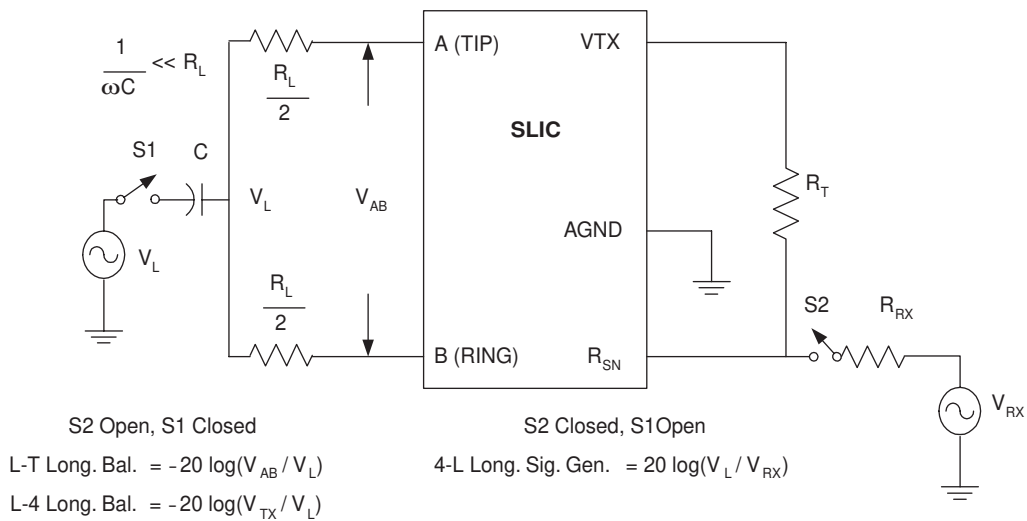 A (TIP)
VTX
1
ωC
<< R_L
R_L
2
SLIC
S1
C
V_L
V_AB
R_T
V_L
AGND
R_L
2
S2
R_RX
B (RING)
R_SN
V_RX
S2 Open, S1 Closed
S2 Closed, S1Open
L-T Long. Bal. = -20 log(V_AB / V_L)
4-L Long. Sig. Gen. = 20 log(V_L / V_RX)
L-4 Long. Bal. = -20 log(V_TX / V_L)